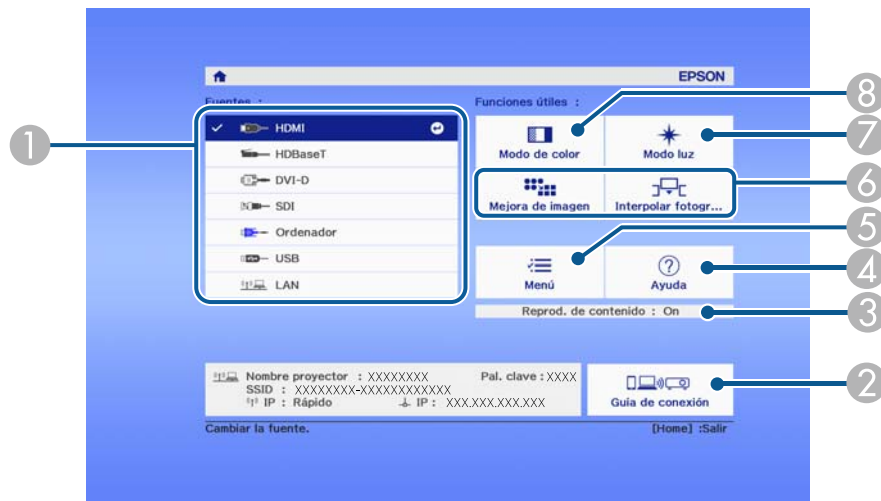 EPSON
Fuentes :
HDMI
HDBaseT
DVI-D
SDI
Ordenador
USB
LAN
Funciones útiles :
Modo de color
Modo luz
Mejora de imagen
Interpolar fotogr...
Menú
Ayuda
Reprod. de contenido : On
Nombre proyector : XXXXXXXX
Pal. clave : XXXX
SSID : XXXXXXXX-XXXXXXXXXXXX
IP : Rápido
IP : XXX.XXX.XXX.XXX
Guía de conexión
Cambiar la fuente.
[Home] :Salir
1
8
7
6
5
4
3
2